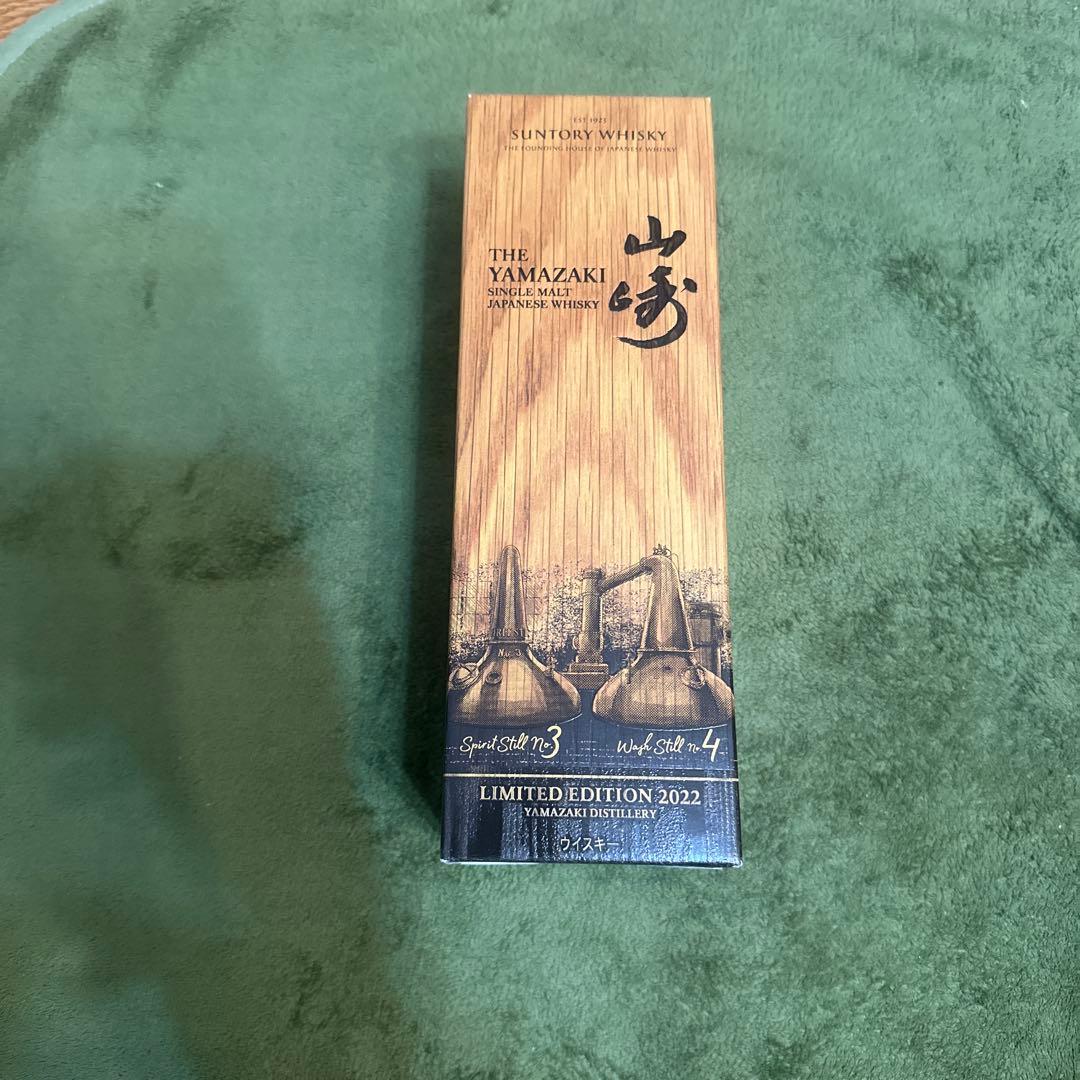 EST 1923
SUNTORY WHISKY
THE FOUNDING HOUSE OF JAPANESE WHISKY
山崎
THE
YAMAZAKI
SINGLE MALT
JAPANESE WHISKY
Spirit Still No.3
Wash Still no.4
LIMITED EDITION 2022
YAMAZAKI DISTILLERY
ウイスキー